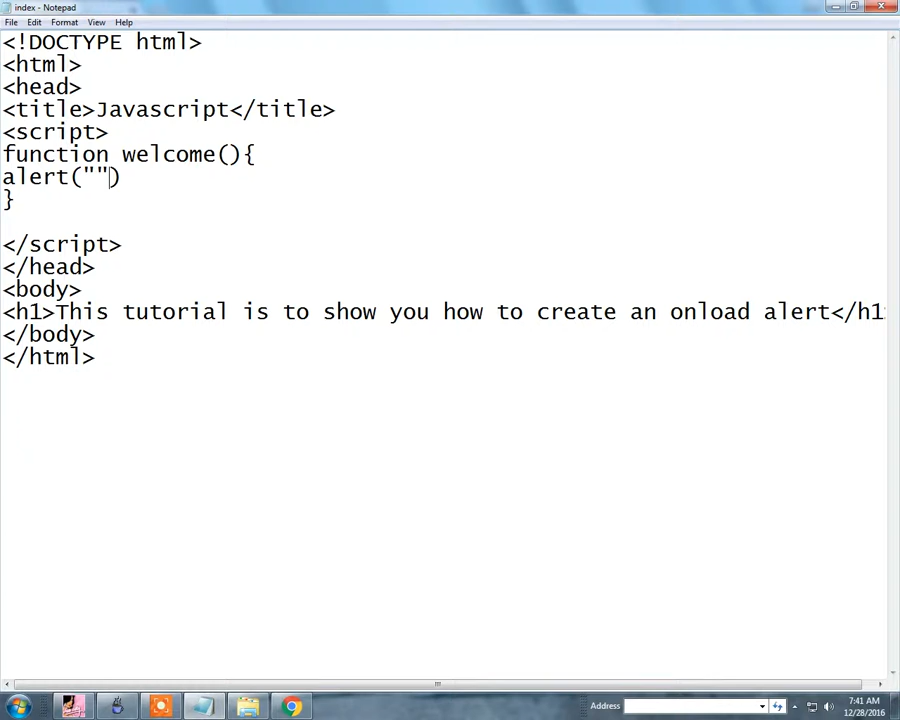 index - Notepad
File Edit Format View Help
<!DOCTYPE html>
<html>
<head>
<title>Javascript</title>
<script>
function welcome(){
alert("")
}
</script>
</head>
<body>
<h1>This tutorial is to show you how to create an onload alert</h1
</body>
</html>
Address
7:41 AM
12/28/2016